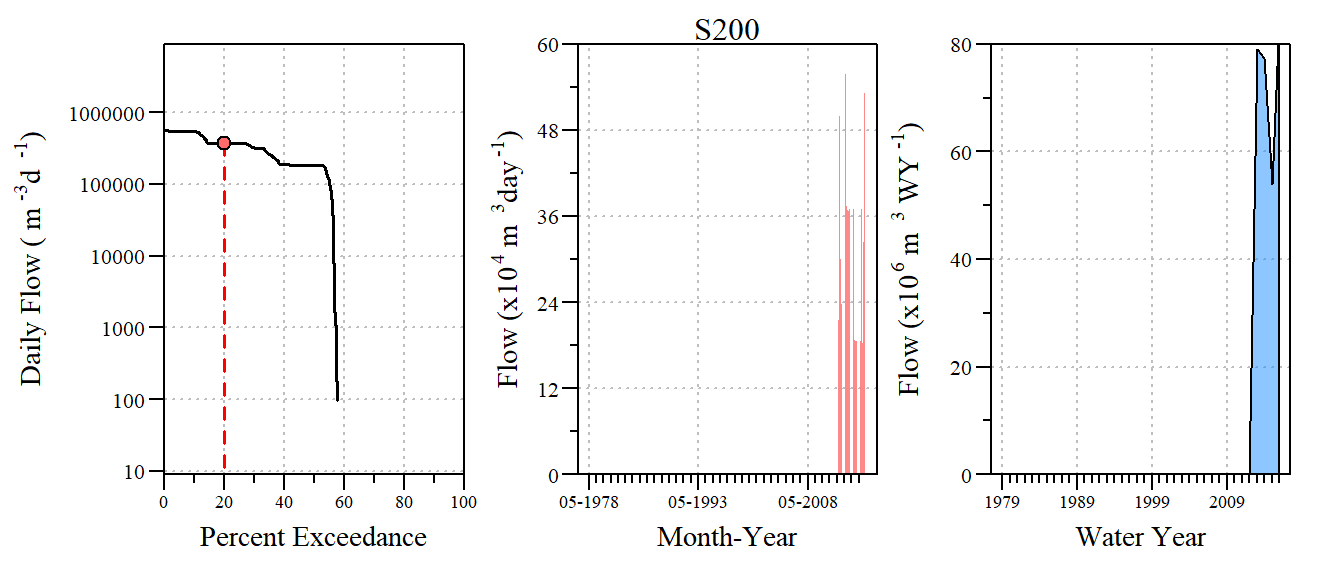 S200
Daily Flow ( m -3d -1)
1000000
100000
10000
1000
100
10
0 20 40 60 80 100
Percent Exceedance
Flow (x10 4 m 3day -1)
60
48
36
24
12
0
05-1978 05-1993 05-2008
Month-Year
Flow (x10 6 m 3 WY -1)
80
60
40
20
0
1979 1989 1999 2009
Water Year